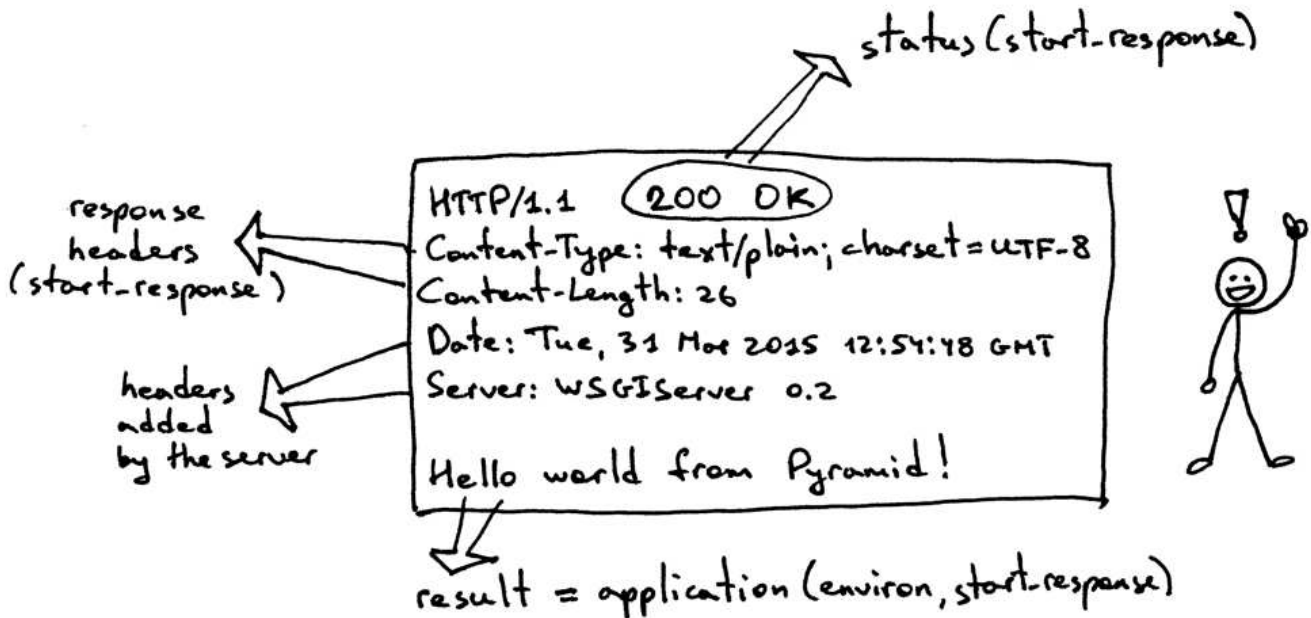 status (start-response)
HTTP/1.1 200 OK
Content-Type: text/plain; charset=UTF-8
Content-Length: 26
Date: Tue, 31 Mar 2015 12:54:48 GMT
Server: WSGIServer 0.2
Hello world from Pyramid!
response
headers
(start-response)
headers
added
by the server
!
result = application (environ, start-response)